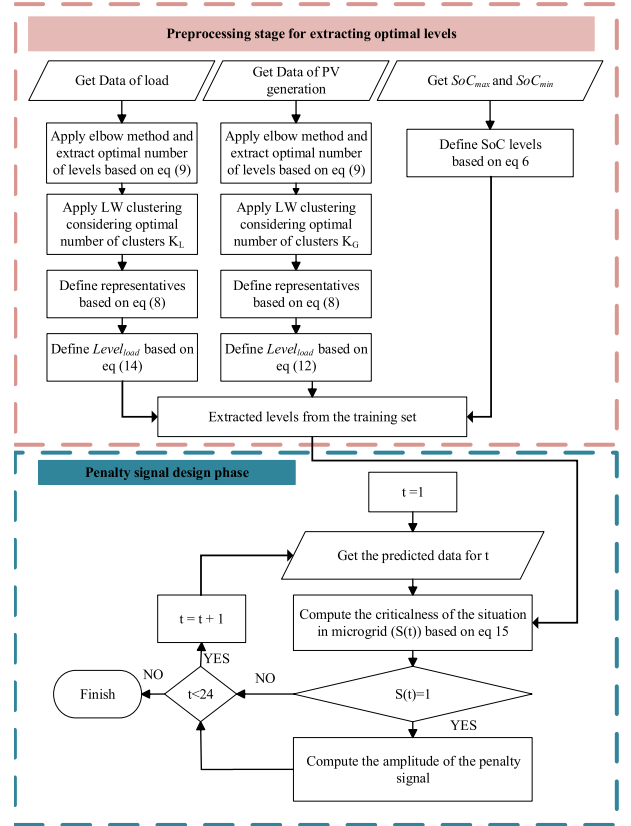 Preprocessing stage for extracting optimal levels
Get Data of load
Get Data of PV
generation
Get SoCmax and SoCmin
Apply elbow method and
extract optimal number
of levels based on eq (9)
Apply elbow method and
extract optimal number
of levels based on eq (9)
Define SoC levels
based on eq 6
Apply LW clustering
considering optimal
number of clusters KL
Apply LW clustering
considering optimal
number of clusters KG
Define representatives
based on eq (8)
Define representatives
based on eq (8)
Define Levelload based on
eq (14)
Define Levelload based on
eq (12)
Extracted levels from the training set
Penalty signal design phase
t =1
Get the predicted data for t
t = t + 1
Compute the criticalness of the situation
in microgrid (S(t)) based on eq 15
YES
NO
Finish
t<24
NO
S(t)=1
YES
Compute the amplitude of the penalty
signal